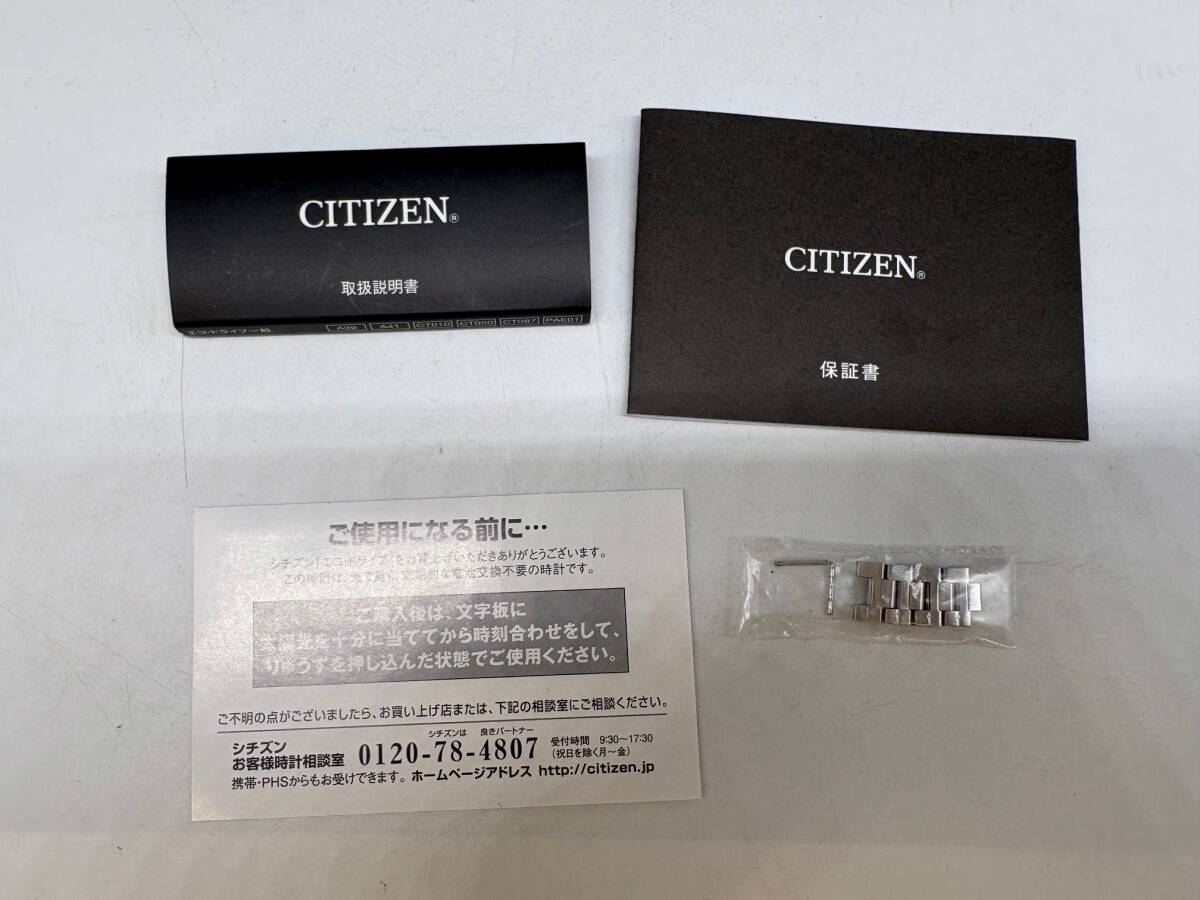 CITIZEN®
取扱説明書
エコ・ドライブ一般 A39 A41 CT010 CT050 CT087 PAE01
CITIZEN®
保証書
ご使用になる前に…
シチズン「エコ・ドライブ」をお買上げいただきありがとうございます。
この時計は、電池交換不要の時計です。
ご購入後は、文字板に
太陽光を十分に当ててから時刻合わせをして、
りゅうずを押し込んだ状態でご使用ください。
ご不明の点がございましたら、お買い上げ店または、下記の相談室にご相談ください。
シチズンは 良きパートナー
シチズン
お客様時計相談室 0120-78-4807 受付時間 9:30〜17:30
(祝日を除く月〜金)
携帯・PHSからもお受けできます。 ホームページアドレス http://citizen.jp